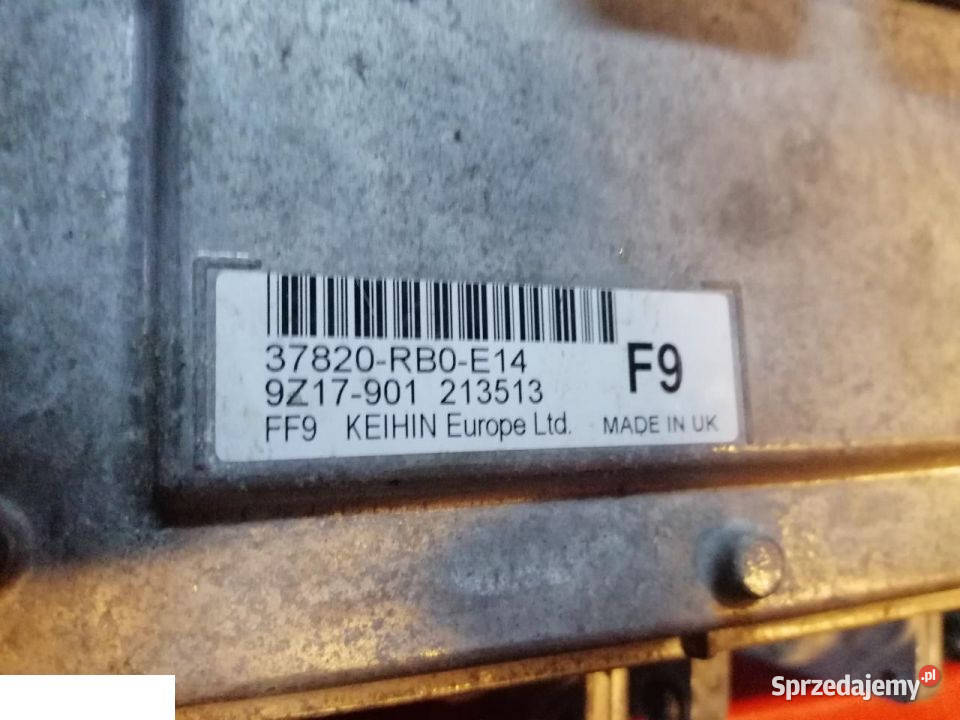 37820-RB0-E14
9Z17-901 213513
F9
FF9 KEIHIN Europe Ltd. MADE IN UK
Sprzedajemy.pl